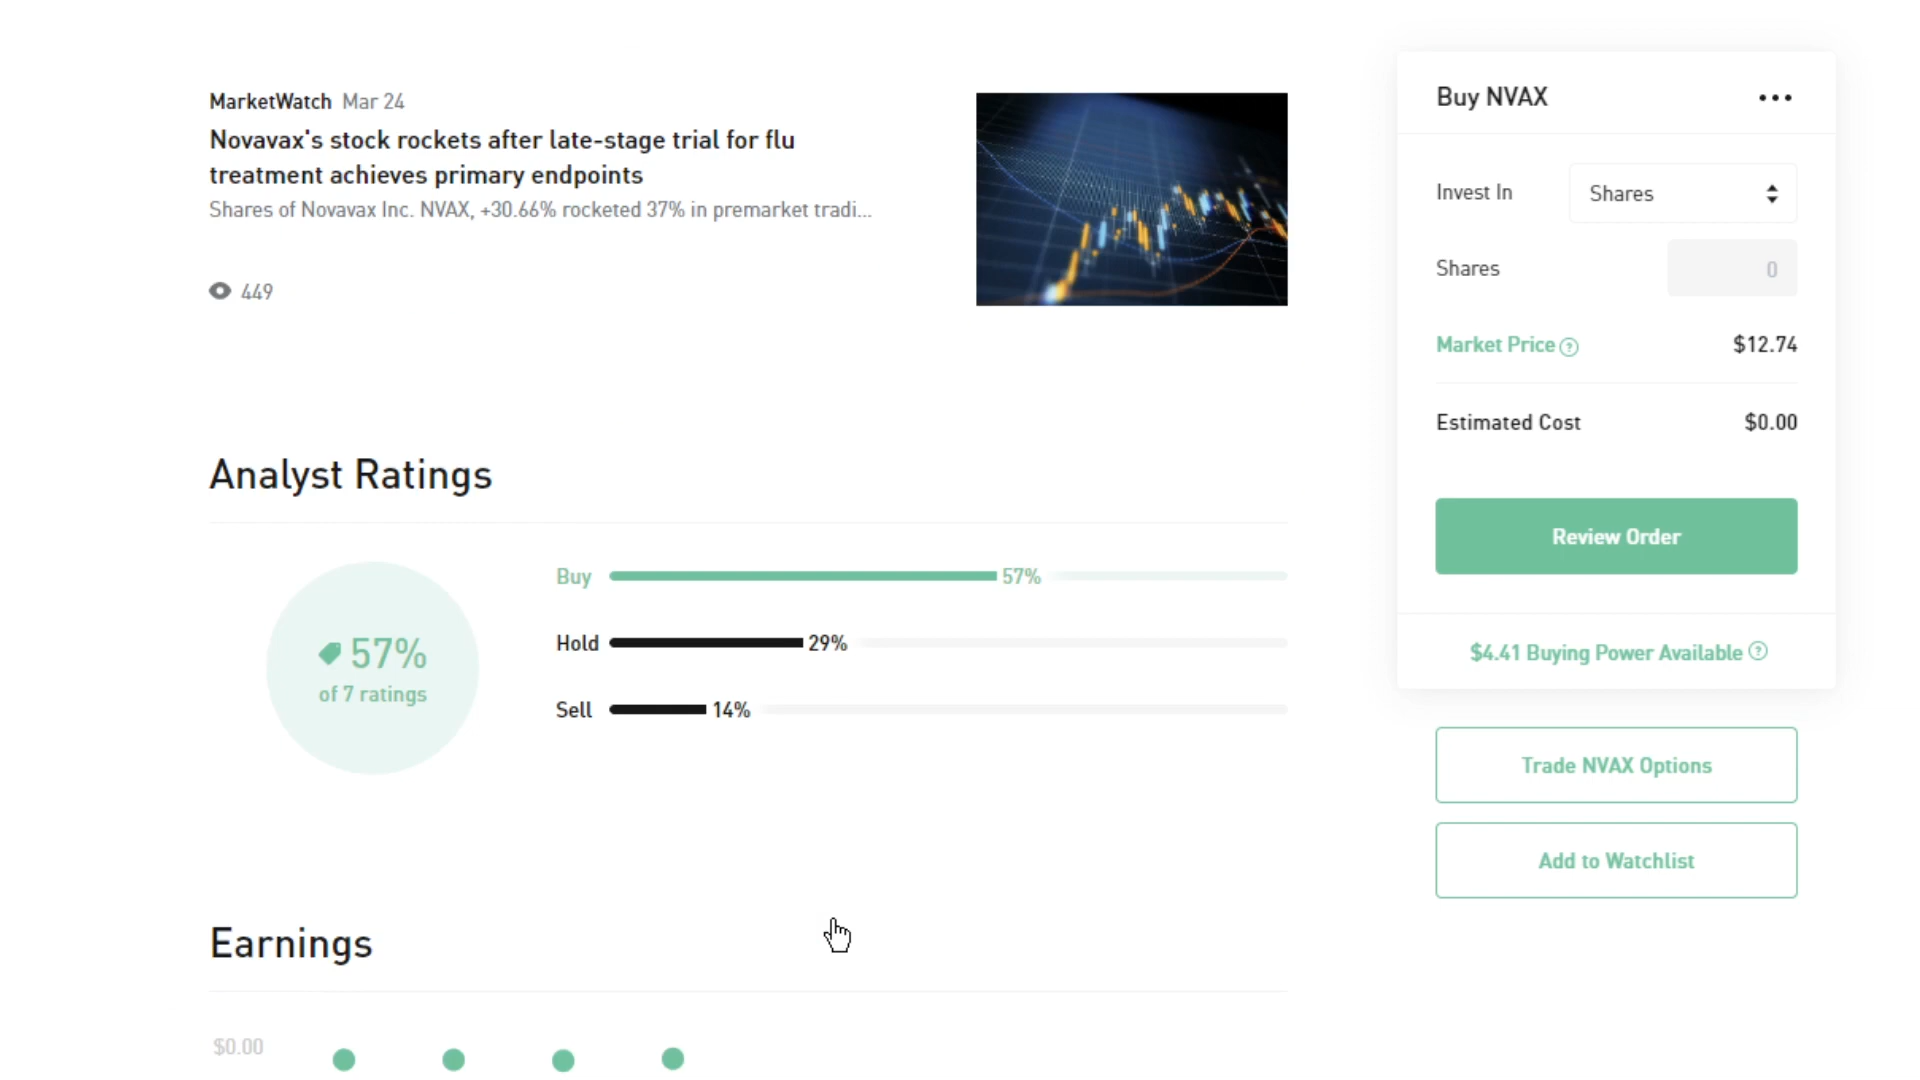 MarketWatch Mar 24
Novavax's stock rockets after late-stage trial for flu
treatment achieves primary endpoints
Shares of Novavax Inc. NVAX, +30.66% rocketed 37% in premarket tradi...
449
Analyst Ratings
57%
of 7 ratings
Buy 57%
Hold 29%
Sell 14%
Earnings
$0.00
Buy NVAX
Invest In Shares
Shares 0
Market Price ? $12.74
Estimated Cost $0.00
Review Order
$4.41 Buying Power Available ?
Trade NVAX Options
Add to Watchlist